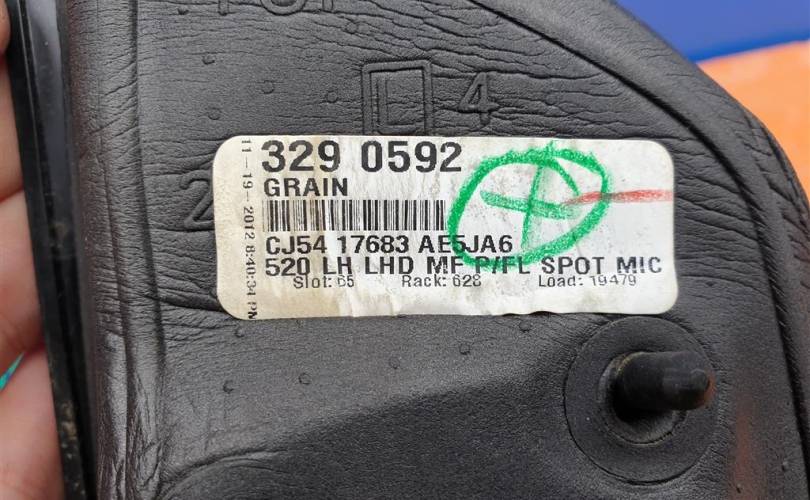 4
2
11-19-2012 8:40:34 PM
329 0592
GRAIN
CJ54 17683 AE5JA6
520 LH LHD MF P/FL SPOT MIC
Slot: 65 Rack: 628 Load: 19479